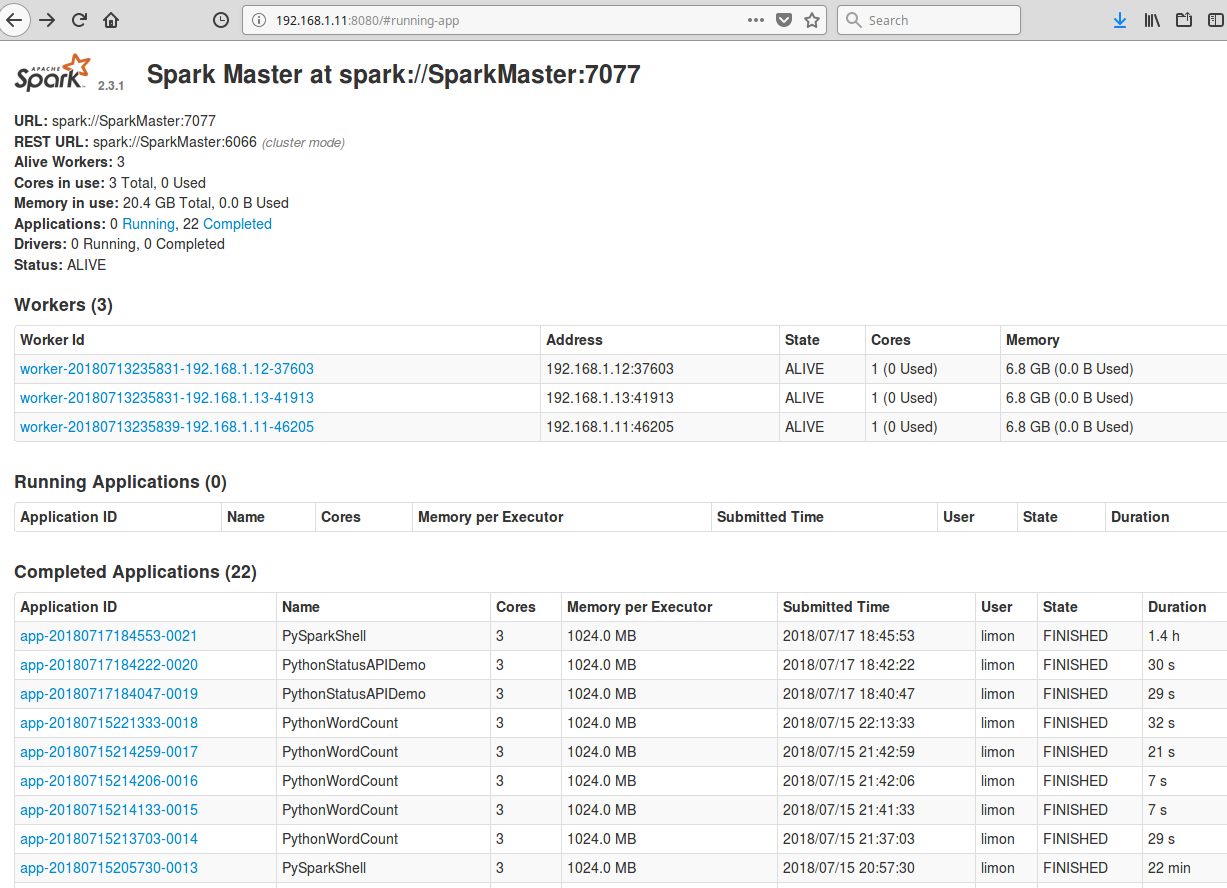 192.168.1.11:8080/#running-app
Search
APACHE
Spark 2.3.1 Spark Master at spark://SparkMaster:7077
URL: spark://SparkMaster:7077
REST URL: spark://SparkMaster:6066 (cluster mode)
Alive Workers: 3
Cores in use: 3 Total, 0 Used
Memory in use: 20.4 GB Total, 0.0 B Used
Applications: 0 Running, 22 Completed
Drivers: 0 Running, 0 Completed
Status: ALIVE
Workers (3)
Worker Id Address State Cores Memory
worker-20180713235831-192.168.1.12-37603 192.168.1.12:37603 ALIVE 1 (0 Used) 6.8 GB (0.0 B Used)
worker-20180713235831-192.168.1.13-41913 192.168.1.13:41913 ALIVE 1 (0 Used) 6.8 GB (0.0 B Used)
worker-20180713235839-192.168.1.11-46205 192.168.1.11:46205 ALIVE 1 (0 Used) 6.8 GB (0.0 B Used)
Running Applications (0)
Application ID Name Cores Memory per Executor Submitted Time User State Duration
Completed Applications (22)
Application ID Name Cores Memory per Executor Submitted Time User State Duration
app-20180717184553-0021 PySparkShell 3 1024.0 MB 2018/07/17 18:45:53 limon FINISHED 1.4 h
app-20180717184222-0020 PythonStatusAPIDemo 3 1024.0 MB 2018/07/17 18:42:22 limon FINISHED 30 s
app-20180717184047-0019 PythonStatusAPIDemo 3 1024.0 MB 2018/07/17 18:40:47 limon FINISHED 29 s
app-20180715221333-0018 PythonWordCount 3 1024.0 MB 2018/07/15 22:13:33 limon FINISHED 32 s
app-20180715214259-0017 PythonWordCount 3 1024.0 MB 2018/07/15 21:42:59 limon FINISHED 21 s
app-20180715214206-0016 PythonWordCount 3 1024.0 MB 2018/07/15 21:42:06 limon FINISHED 7 s
app-20180715214133-0015 PythonWordCount 3 1024.0 MB 2018/07/15 21:41:33 limon FINISHED 7 s
app-20180715213703-0014 PythonWordCount 3 1024.0 MB 2018/07/15 21:37:03 limon FINISHED 29 s
app-20180715205730-0013 PySparkShell 3 1024.0 MB 2018/07/15 20:57:30 limon FINISHED 22 min